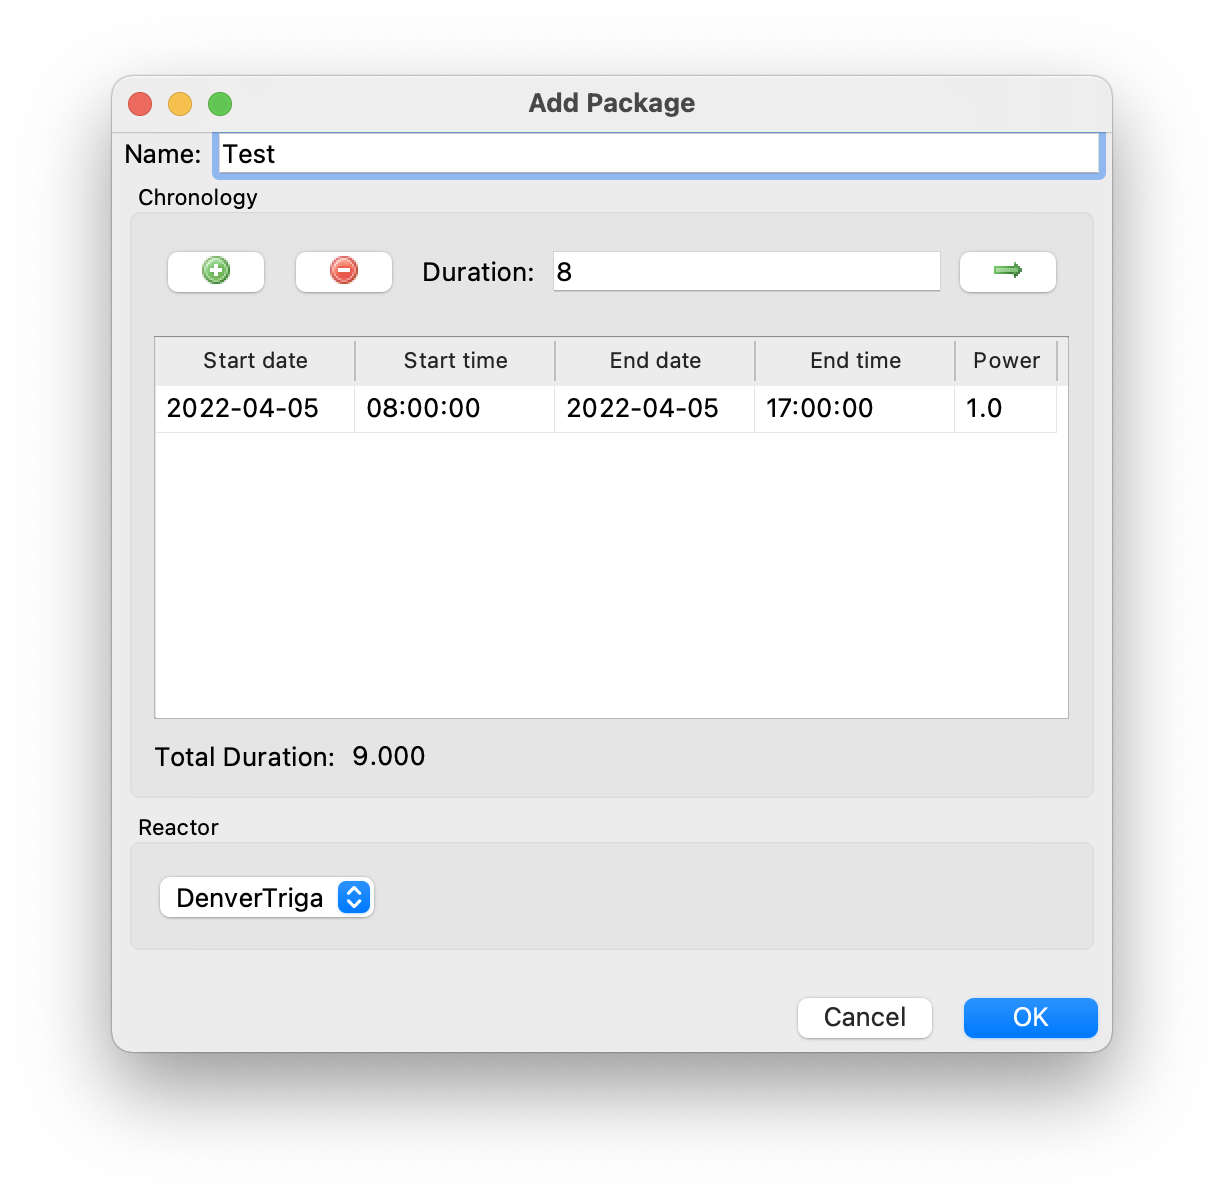 Add Package
Name: Test
Chronology
Duration: 8
Start date Start time End date End time Power
2022-04-05 08:00:00 2022-04-05 17:00:00 1.0
Total Duration: 9.000
Reactor
DenverTriga
Cancel OK